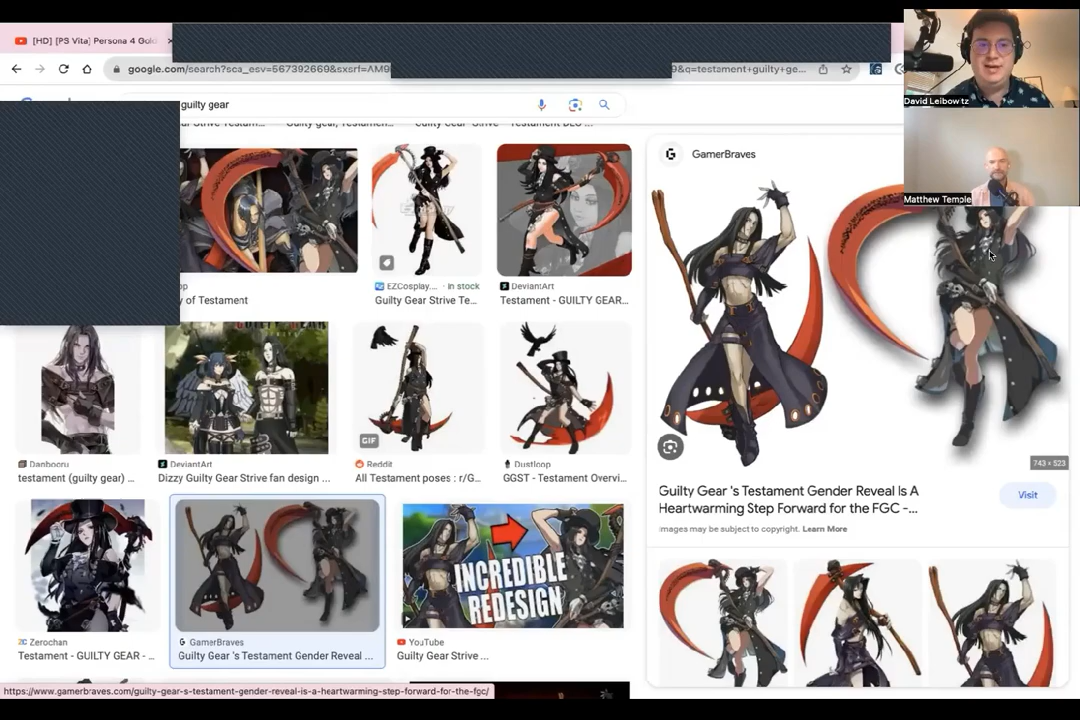 [HD] [PS Vita] Persona 4 Gold
google.com/search?sca_esv=567392669&sxsrf=AM9
9&q=testament+guilty+ge...
David Leibowitz
guilty gear
GamerBraves
Matthew Temple
EZCosplay.... · In stock
DeviantArt
y of Testament
Guilty Gear Strive Te...
Testament - GUILTY GEAR...
GIF
Danbooru
DeviantArt
Reddit
Dustloop
testament (guilty gear) ...
Dizzy Guilty Gear Strive fan design ...
All Testament poses : r/G...
GGST - Testament Overvi...
743 × 523
Guilty Gear 's Testament Gender Reveal Is A
Heartwarming Step Forward for the FGC -...
Visit
Images may be subject to copyright. Learn More
INCREDIBLE
REDESIGN
Zerochan
GamerBraves
YouTube
Testament - GUILTY GEAR - ...
Guilty Gear 's Testament Gender Reveal ...
Guilty Gear Strive ...
https://www.gamerbraves.com/guilty-gear-s-testament-gender-reveal-is-a-heartwarming-step-forward-for-the-fgc/